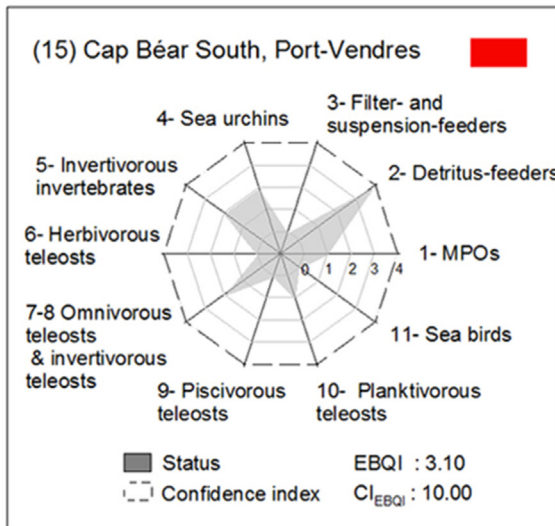 (15) Cap Béar South, Port-Vendres
3- Filter- and
suspension-feeders
4- Sea urchins
2- Detritus-feeders
5- Invertivorous
invertebrates
6- Herbivorous
teleosts
1- MPOs
0 1 2 3 4
7-8 Omnivorous
teleosts
& invertivorous
teleosts
11- Sea birds
9- Piscivorous
teleosts
10- Planktivorous
teleosts
Status
EBQI : 3.10
Confidence index
CIEBQI : 10.00